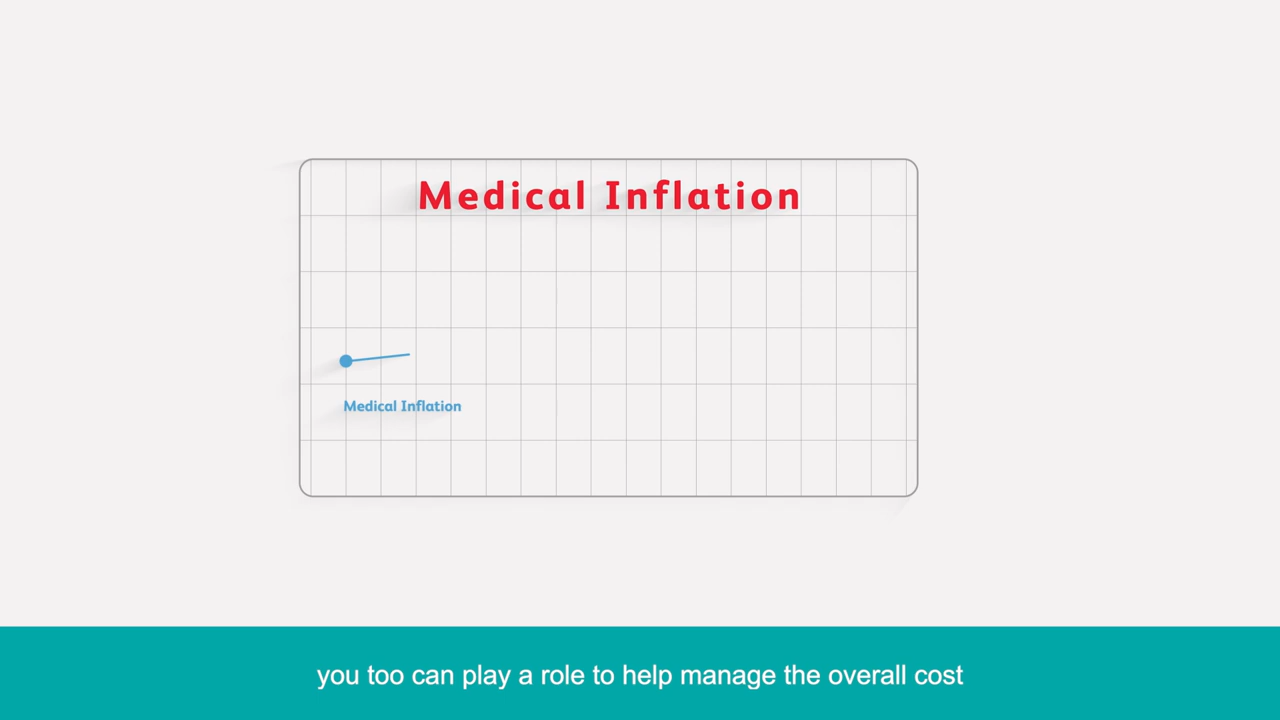 Medical Inflation
Medical Inflation
you too can play a role to help manage the overall cost